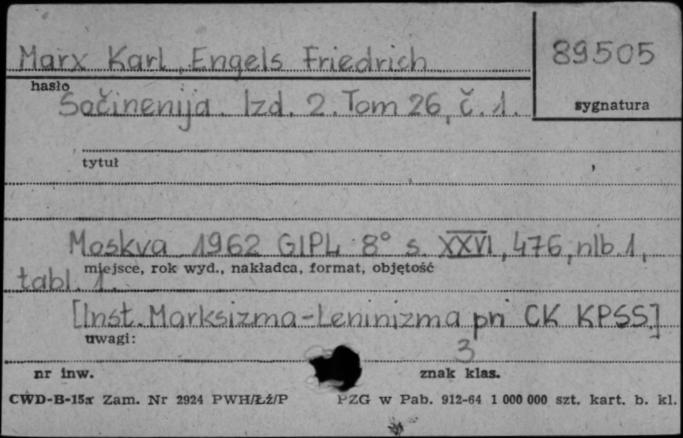 Marx Karl, Engels Friedrich
89505
hasło
sygnatura
Sočinenija. Izd. 2. Tom 26, č. 1.
tytuł
Moskva 1962 GIPL 8° s. XXVI, 476, nlb. 1,
miejsce, rok wyd., nakładca, format, objętość
tabl. 1.
[Inst. Marksizma-Leninizma pri CK KPSS]
uwagi:
3
nr inw.
znak klas.
CWD-B-15a Zam. Nr 2924 PWH/Łź/P PZG w Pab. 912-64 1 000 000 szt. kart. b. kl.